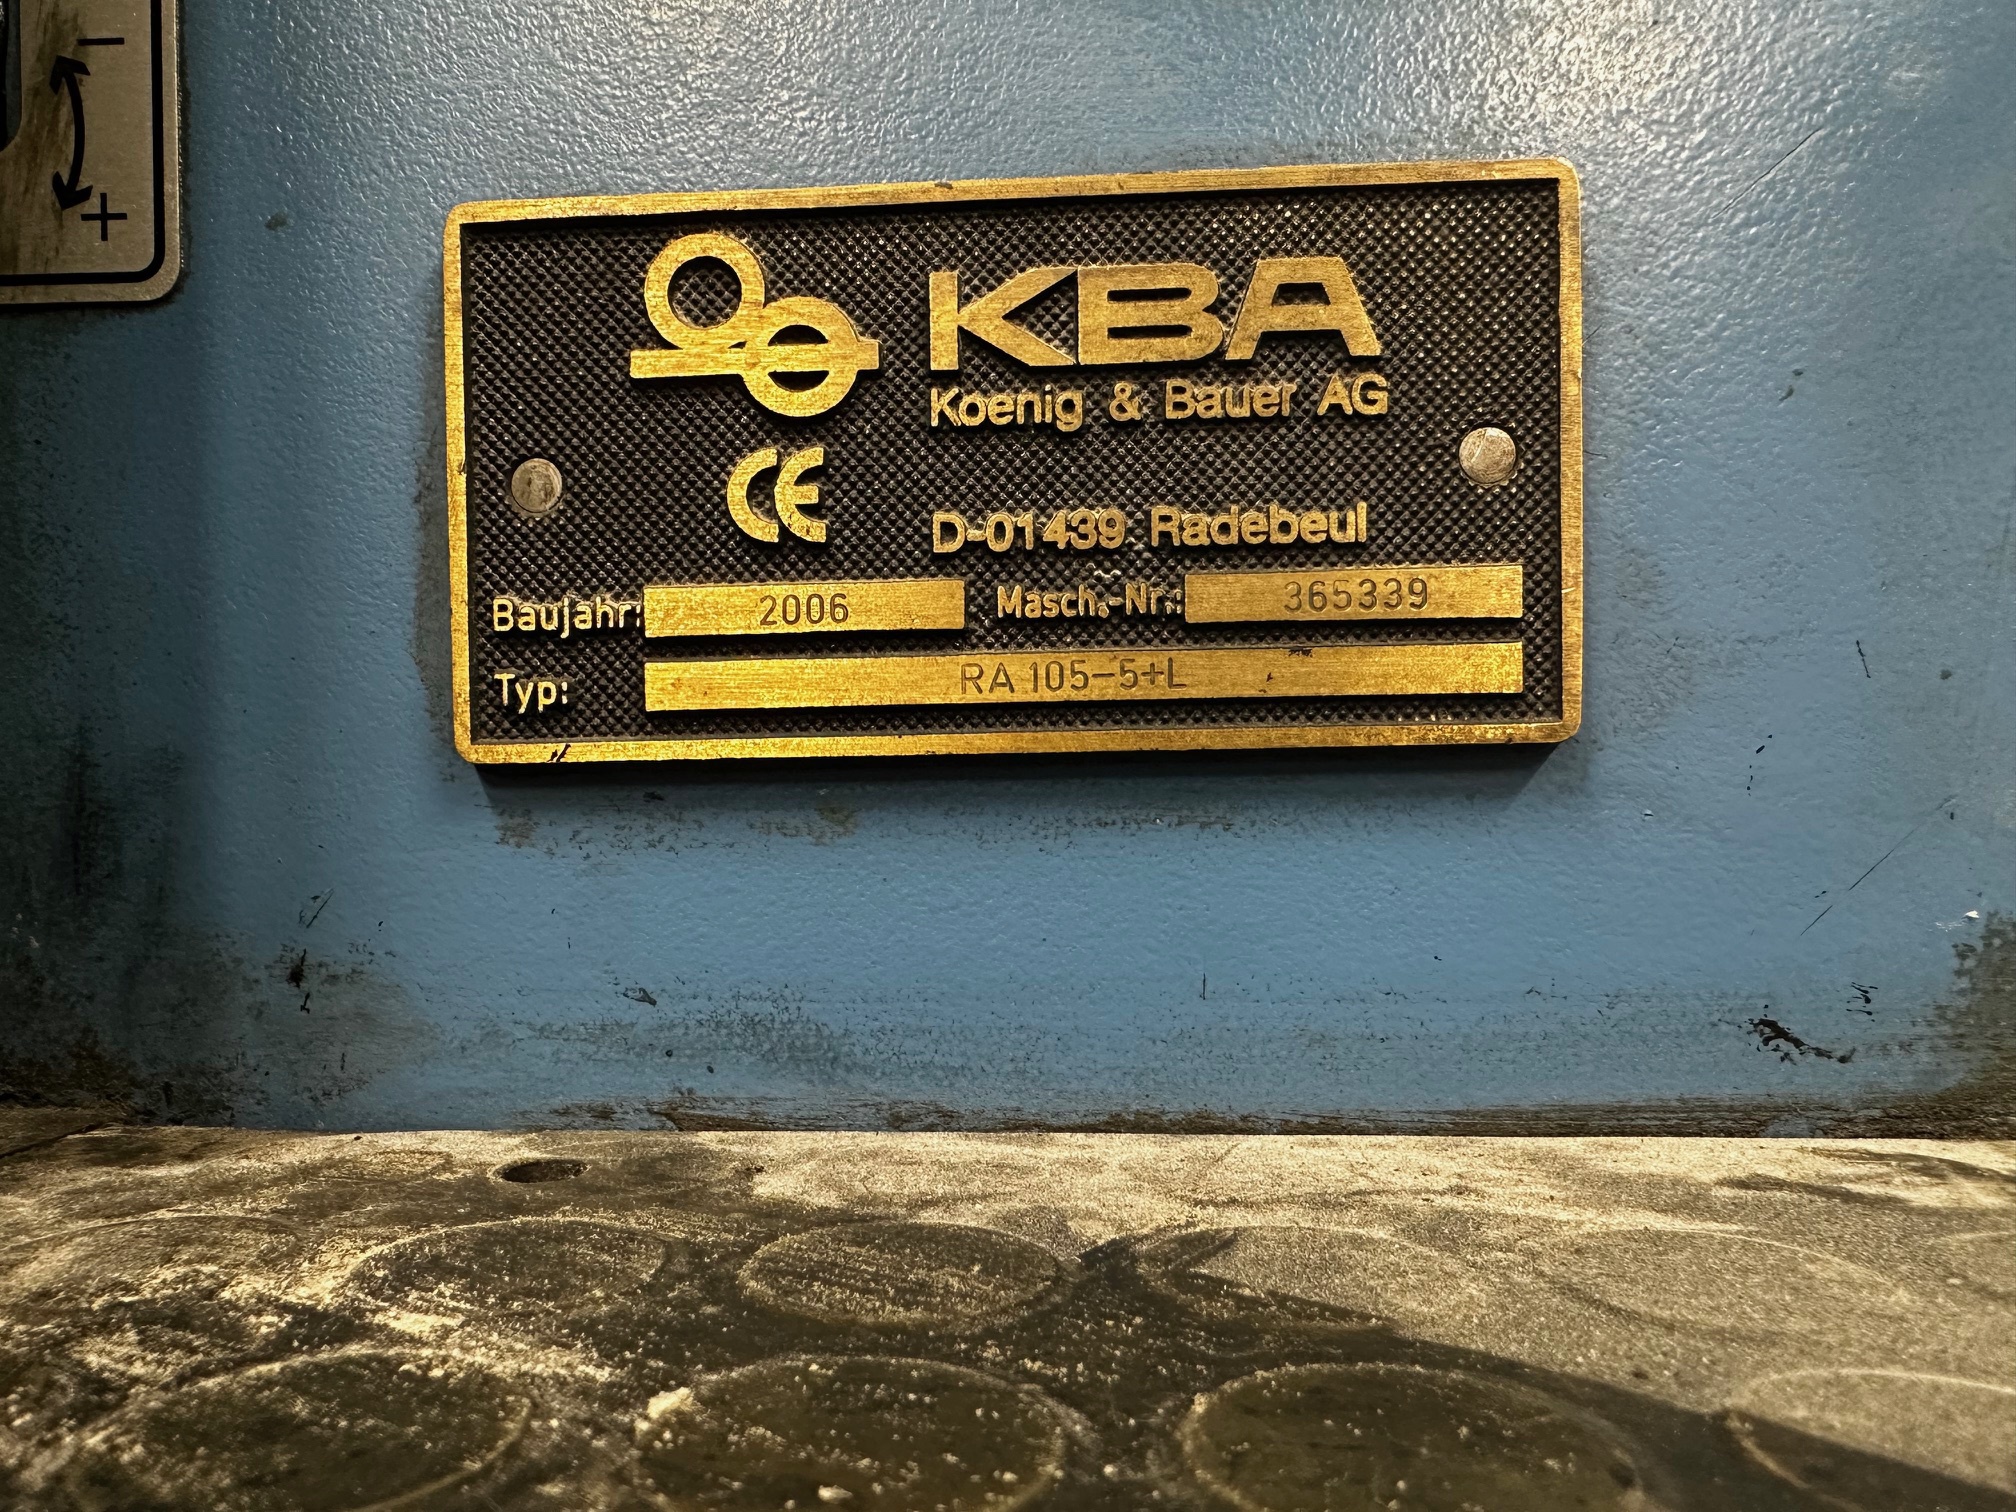 −
+
KBA
Koenig & Bauer AG
CE
D-01439 Radebeul
Baujahr: 2006 Masch.-Nr.: 365339
Typ: RA 105-5+L